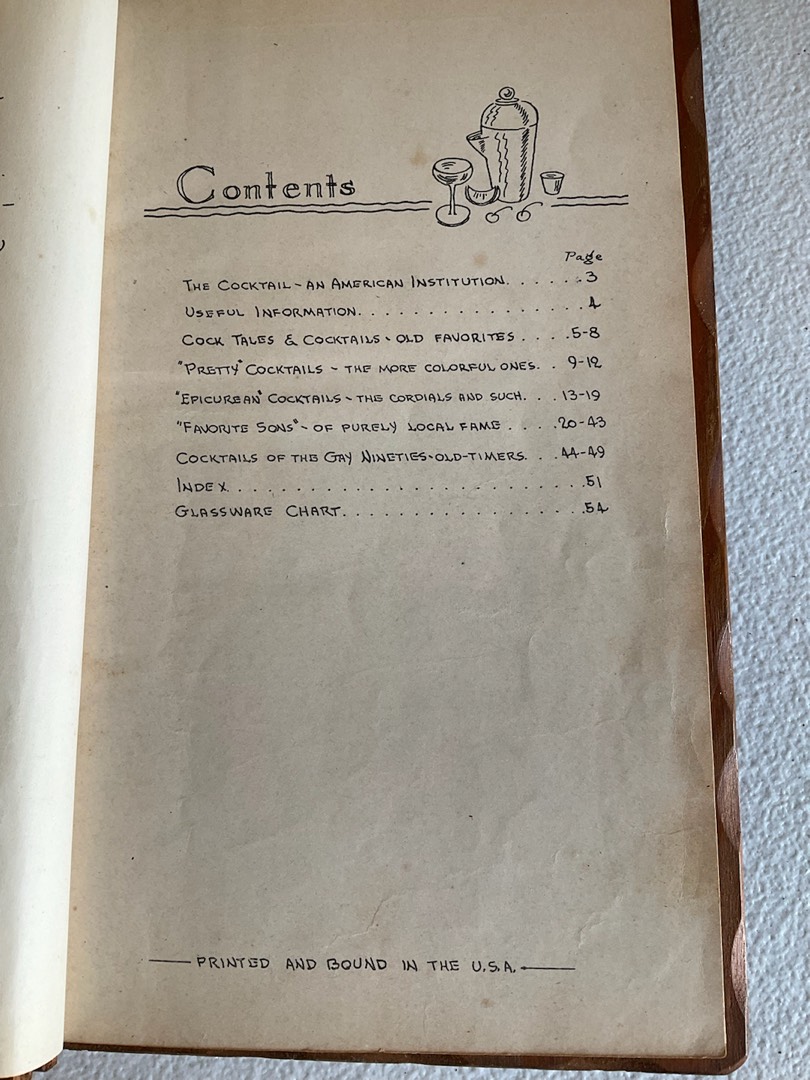 Contents
Page
THE COCKTAIL - AN AMERICAN INSTITUTION. . . . . . 3
USEFUL INFORMATION. . . . . . . . . . . . . . 4
COCK TALES & COCKTAILS - OLD FAVORITES . . . . .5-8
"PRETTY" COCKTAILS - THE MORE COLORFUL ONES. . 9-12
"EPICUREAN" COCKTAILS - THE CORDIALS AND SUCH. . . 13-19
"FAVORITE SONS" - OF PURELY LOCAL FAME . . . . .20-43
COCKTAILS OF THE GAY NINETIES - OLD-TIMERS. . . 44-49
INDEX. . . . . . . . . . . . . . . . . . . . . . . . .51
GLASSWARE CHART. . . . . . . . . . . . . . . . . .54
PRINTED AND BOUND IN THE U.S.A.